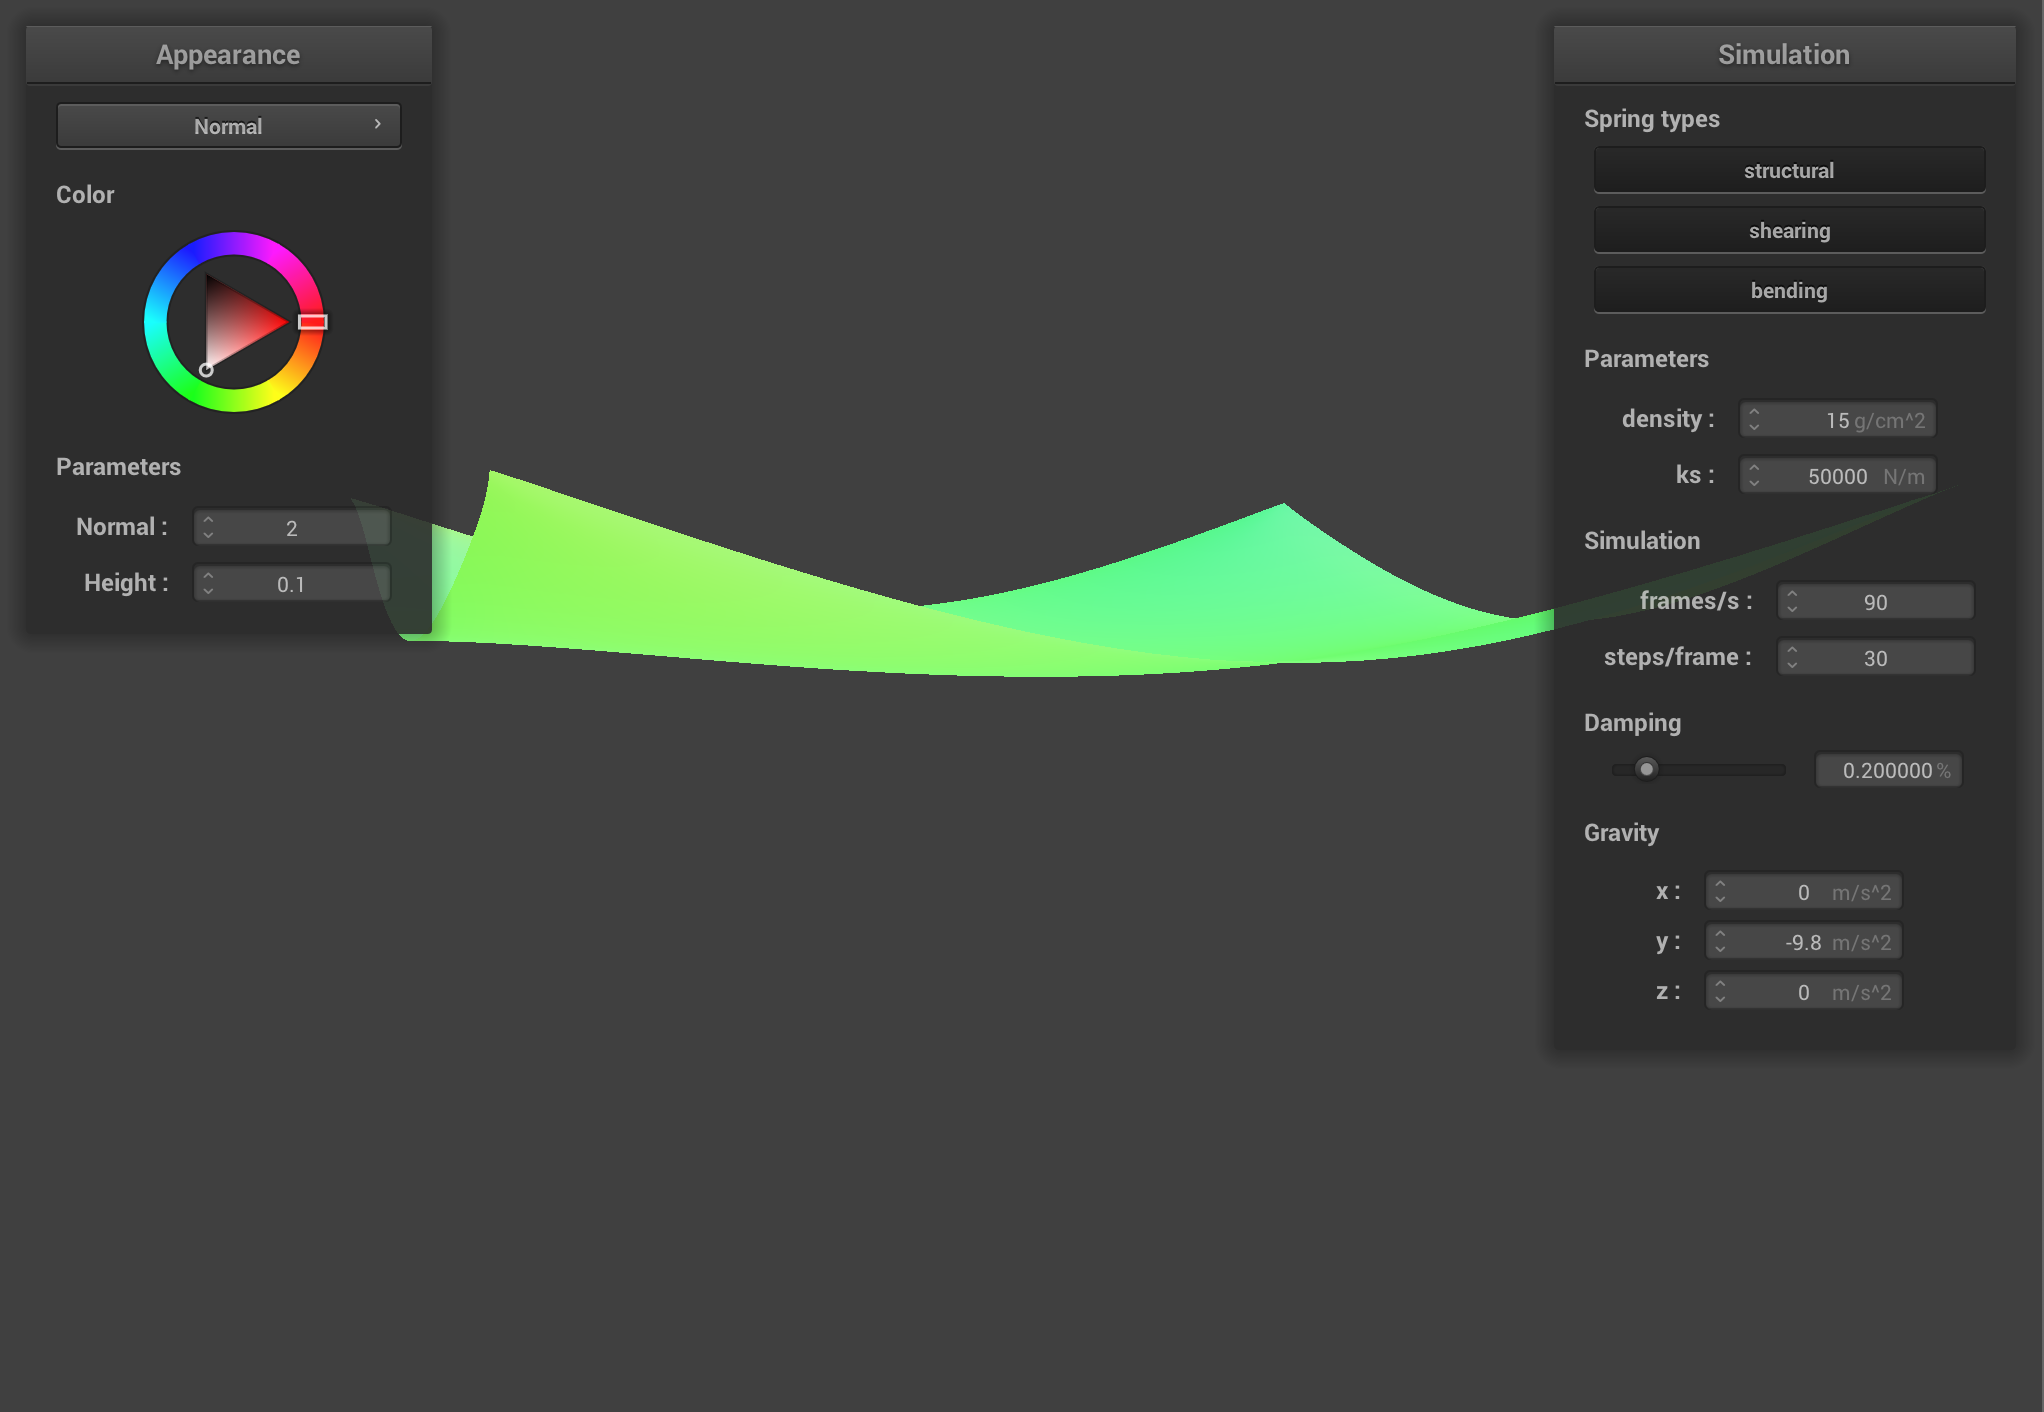 Appearance
Normal
Color
Parameters
Normal : 2
Height : 0.1
Simulation
Spring types
structural
shearing
bending
Parameters
density : 15 g/cm^2
ks : 50000 N/m
Simulation
frames/s : 90
steps/frame : 30
Damping
0.200000 %
Gravity
x : 0 m/s^2
y : -9.8 m/s^2
z : 0 m/s^2